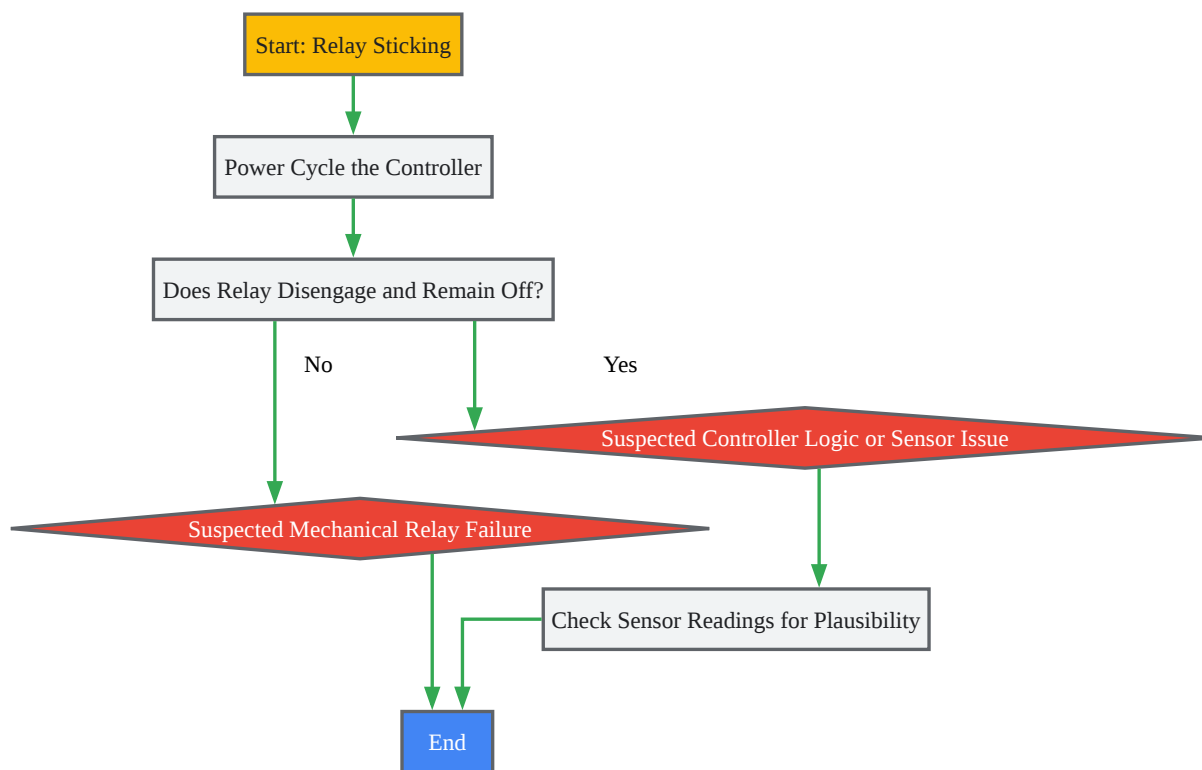 Start: Relay Sticking
Power Cycle the Controller
Does Relay Disengage and Remain Off?
No
Yes
Suspected Controller Logic or Sensor Issue
Suspected Mechanical Relay Failure
Check Sensor Readings for Plausibility
End